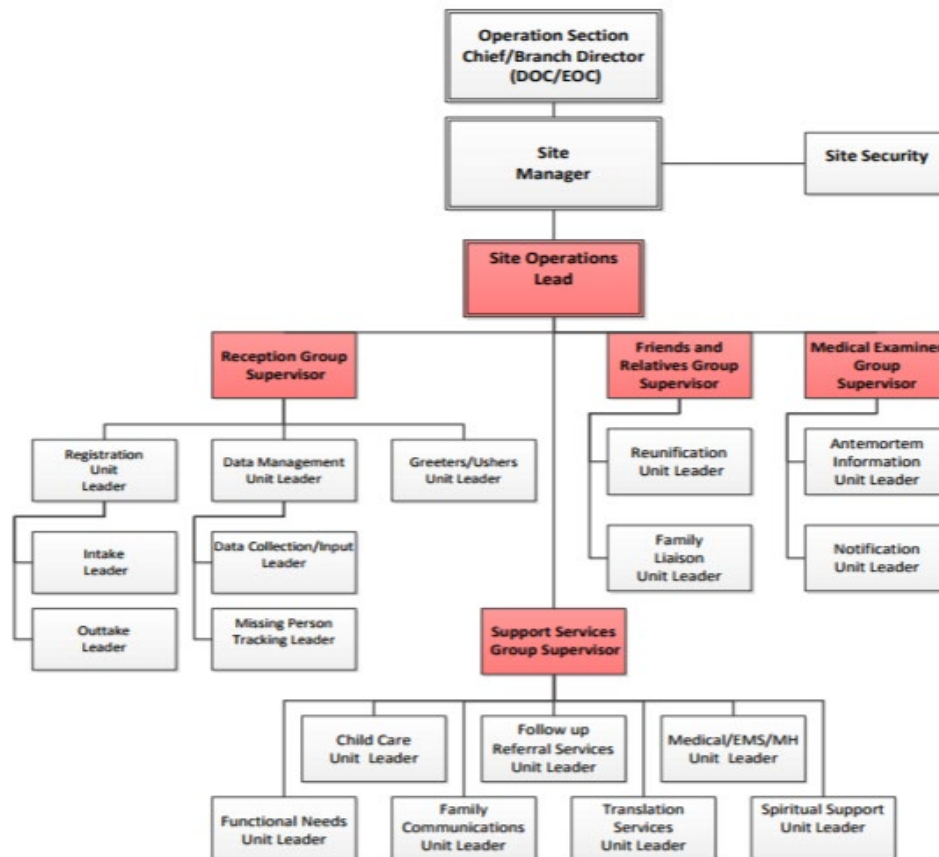 Operation Section
Chief/Branch Director
(DOC/EOC)
Site
Manager
Site Security
Site Operations
Lead
Reception Group
Supervisor
Friends and
Relatives Group
Supervisor
Medical Examiner
Group
Supervisor
Registration
Unit
Leader
Data Management
Unit Leader
Greeters/Ushers
Unit Leader
Reunification
Unit Leader
Antemortem
Information
Unit Leader
Intake
Leader
Data Collection/Input
Leader
Family
Liaison
Unit Leader
Notification
Unit Leader
Outtake
Leader
Missing Person
Tracking Leader
Support Services
Group Supervisor
Child Care
Unit Leader
Follow up
Referral Services
Unit Leader
Medical/EMS/MH
Unit Leader
Functional Needs
Unit Leader
Family
Communications
Unit Leader
Translation
Services
Unit Leader
Spiritual Support
Unit Leader